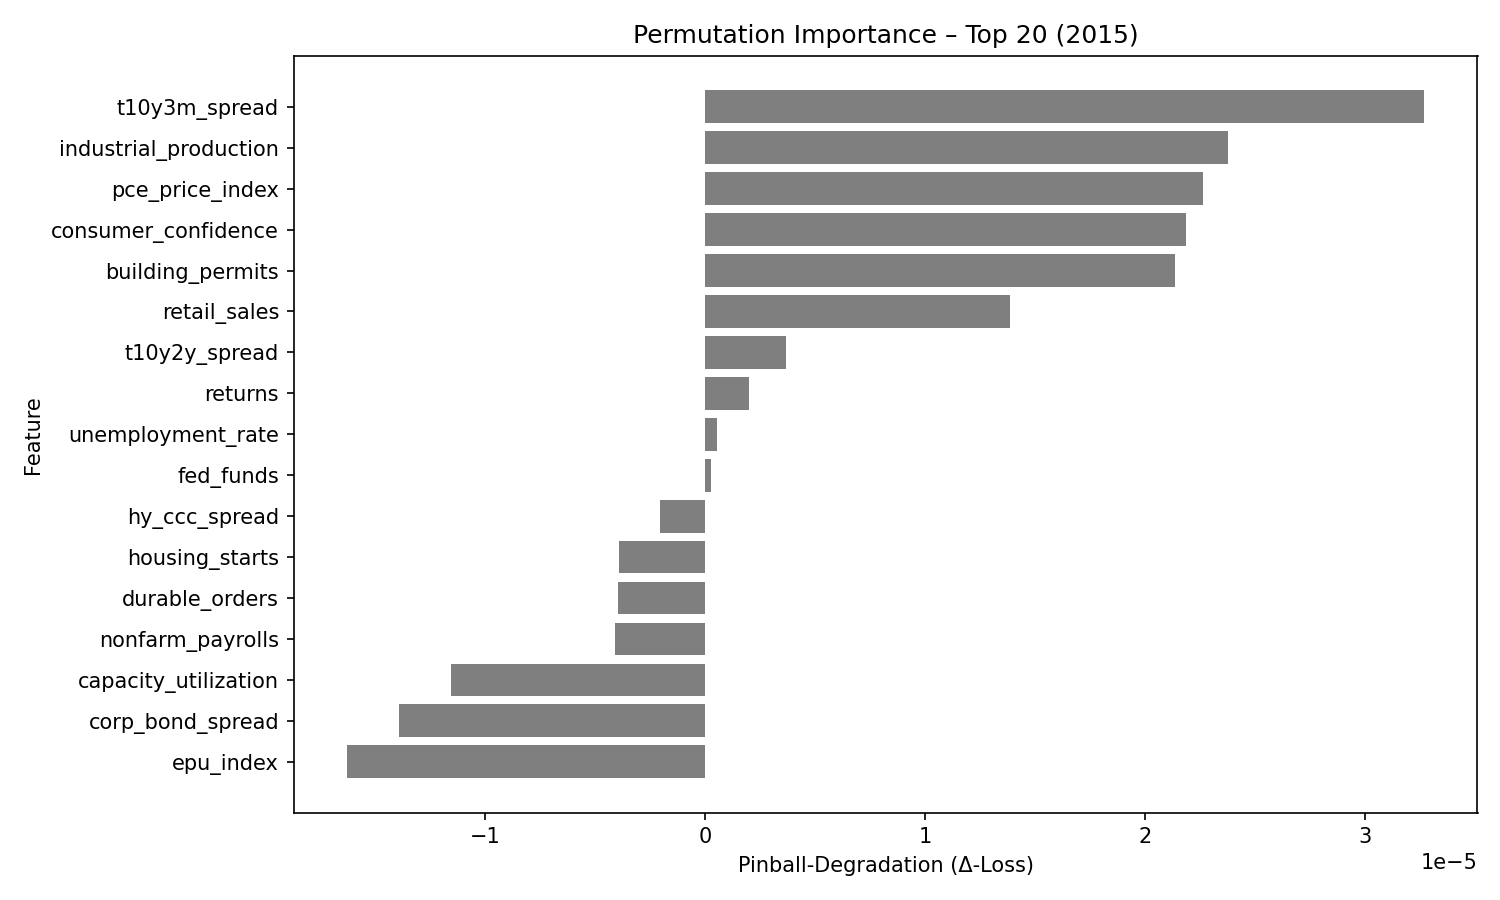 Permutation Importance – Top 20 (2015)
t10y3m_spread
industrial_production
pce_price_index
consumer_confidence
building_permits
retail_sales
t10y2y_spread
returns
unemployment_rate
fed_funds
hy_ccc_spread
housing_starts
durable_orders
nonfarm_payrolls
capacity_utilization
corp_bond_spread
epu_index
Feature
−1 0 1 2 3
1e−5
Pinball-Degradation (Δ-Loss)